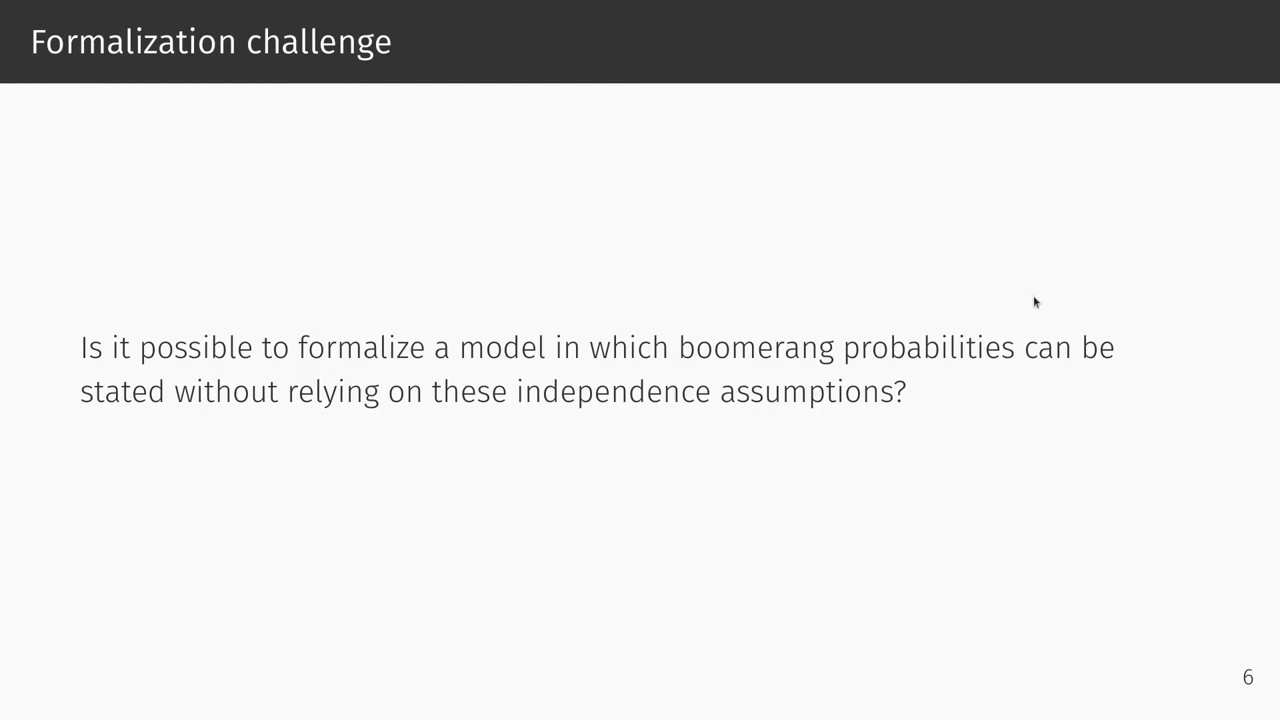 Formalization challenge
Is it possible to formalize a model in which boomerang probabilities can be
stated without relying on these independence assumptions?
6